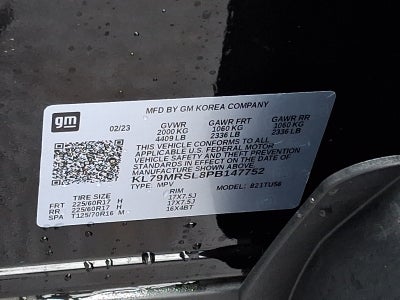 gm
MFD BY GM KOREA COMPANY
02/23 GVWR GAWR FRT GAWR RR
2000 KG 1060 KG 1060 KG
4409 LB 2336 LB 2336 LB
THIS VEHICLE CONFORMS TO ALL
APPLICABLE U.S. FEDERAL MOTOR
VEHICLE SAFETY AND THEFT PREVENTION
STANDARDS IN EFFECT ON THE DATE OF
MANUFACTURE SHOWN ABOVE.
KL79MRSL8PB147752
TYPE: MPV MODEL: 821TU56
TIRE SIZE RIM
FRT 225/60R17 H 17X7.5J
RR 225/60R17 H 17X7.5J
SPA T125/70R16 M 16X4BT